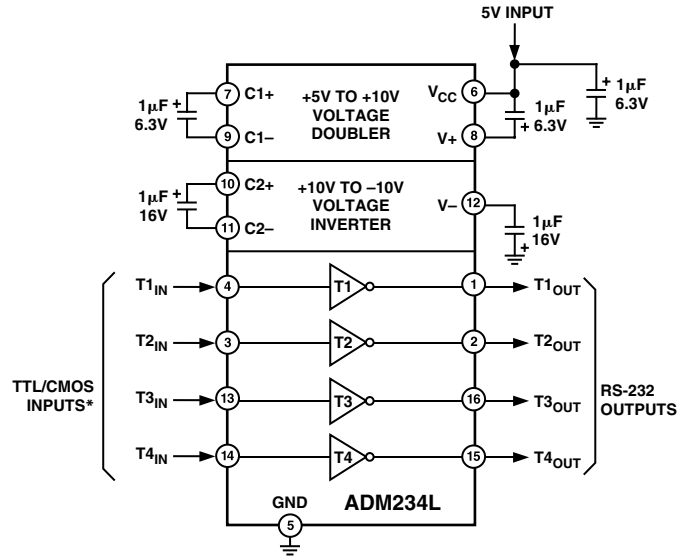 5V INPUT
7
C1+
+5V TO +10V
VOLTAGE
DOUBLER
VCC
6
1μF
6.3V
+
9
C1–
V+
8
1μF
+ 6.3V
+
1μF
6.3V
10
C2+
+10V TO –10V
VOLTAGE
INVERTER
V–
12
1μF
16V
+
11
C2–
1μF
16V
+
T1IN
4
T1
1
T1OUT
T2IN
3
T2
2
T2OUT
TTL/CMOS
INPUTS*
T3IN
13
T3
16
T3OUT
RS-232
OUTPUTS
T4IN
14
T4
15
T4OUT
GND
5
ADM234L